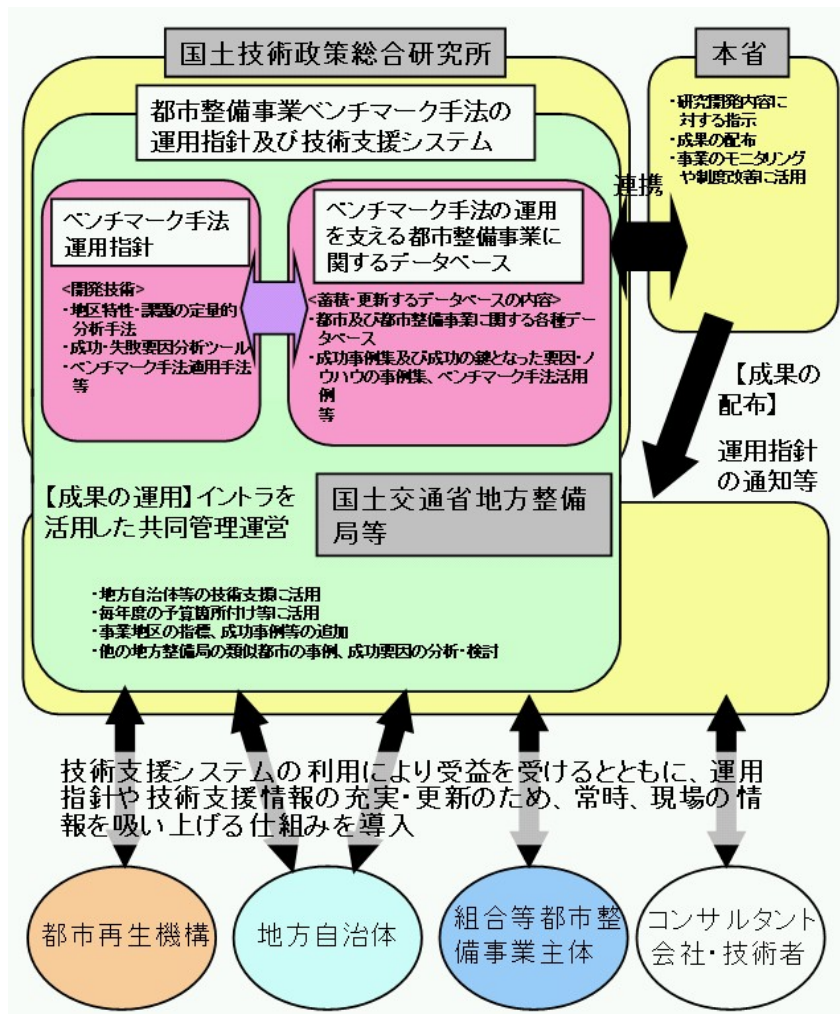 国土技術政策総合研究所
都市整備事業ベンチマーク手法の
運用指針及び技術支援システム
ベンチマーク手法
運用指針
<開発技術>
・地区特性・課題の定量的
分析手法
・成功・失敗要因分析ツール
・ベンチマーク手法適用手法
等
ベンチマーク手法の運用
を支える都市整備事業に
関するデータベース
<蓄積・更新するデータベースの内容>
・都市及び都市整備事業に関する各種デー
タベース
・成功事例集及び成功の鍵となった要因・ノ
ウハウの事例集、ベンチマーク手法活用
例
等
本省
・研究開発内容に
対する指示
・成果の配布
・事業のモニタリング
や制度改善に活用
連携
【成果の
配布】
運用指針
の通知等
【成果の運用】イントラを
活用した共同管理運営
国土交通省地方整備
局等
・地方自治体等の技術支援に活用
・毎年度の予算箇所付け等に活用
・事業地区の指標、成功事例等の追加
・他の地方整備局の類似都市の事例、成功要因の分析・検討
技術支援システムの利用により受益を受けるとともに、運用
指針や技術支援情報の充実・更新のため、常時、現場の情
報を吸い上げる仕組みを導入
都市再生機構
地方自治体
組合等都市整
備事業主体
コンサルタント
会社・技術者